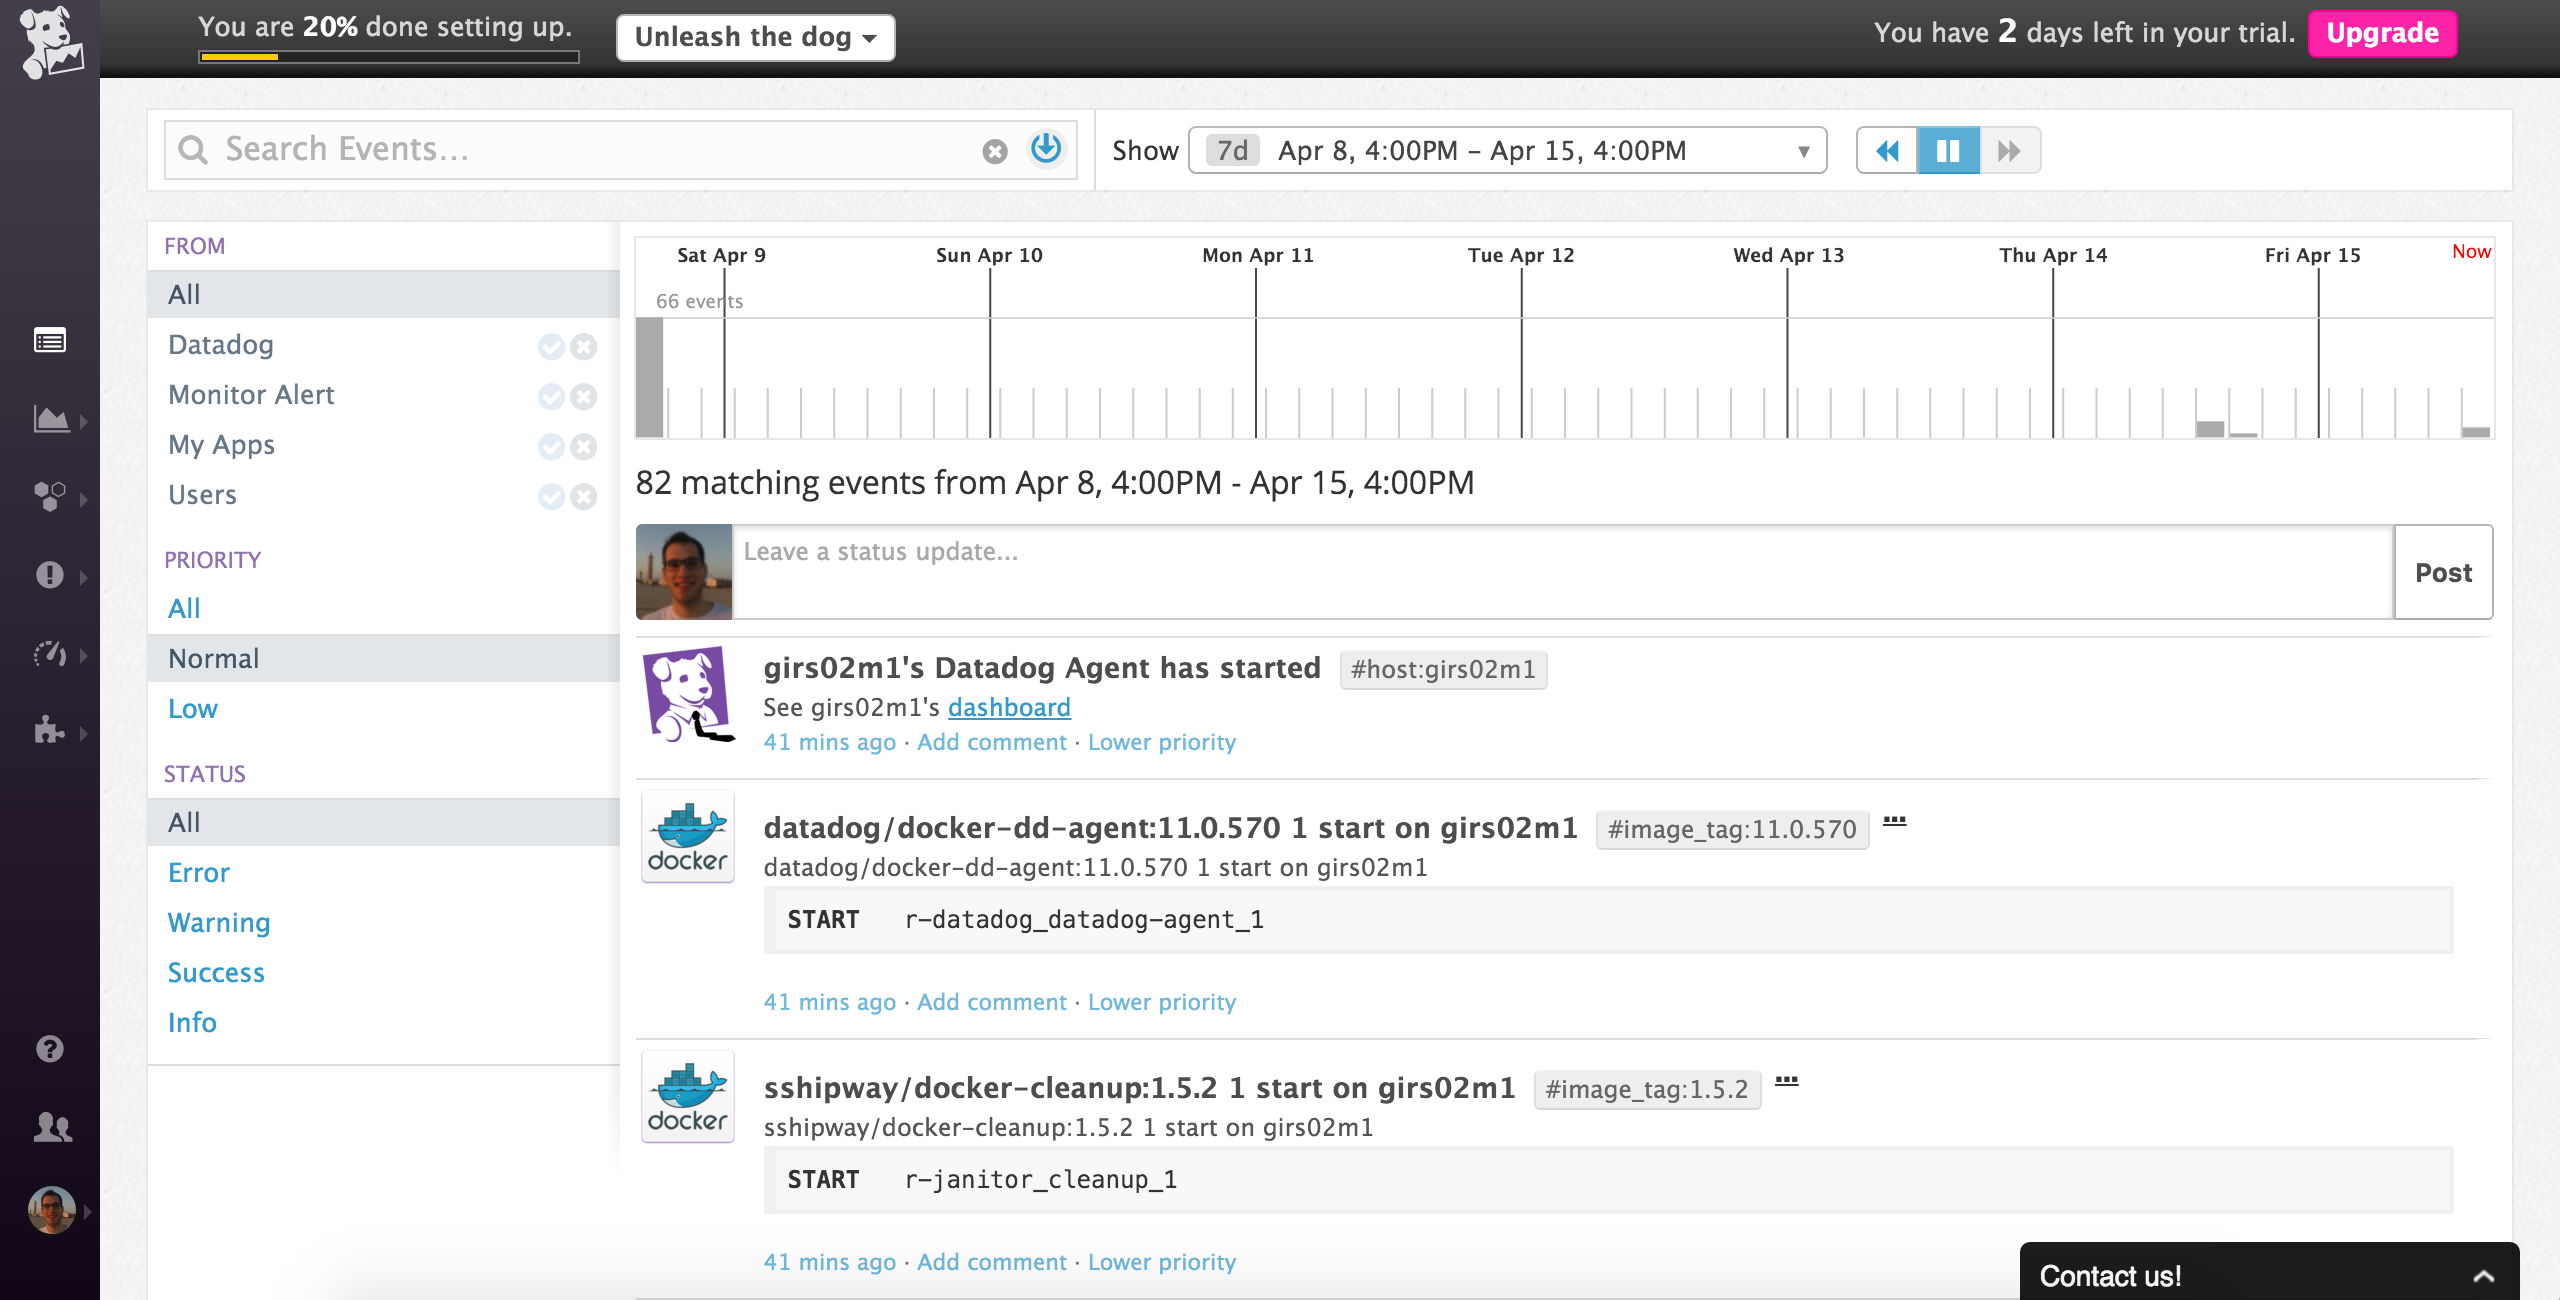 You are 20% done setting up.
Unleash the dog
You have 2 days left in your trial.
Upgrade
Search Events...
Show 7d Apr 8, 4:00PM – Apr 15, 4:00PM
FROM
All
Datadog
Monitor Alert
My Apps
Users
PRIORITY
All
Normal
Low
STATUS
All
Error
Warning
Success
Info
Sat Apr 9 Sun Apr 10 Mon Apr 11 Tue Apr 12 Wed Apr 13 Thu Apr 14 Fri Apr 15 Now
66 events
82 matching events from Apr 8, 4:00PM - Apr 15, 4:00PM
Leave a status update...
Post
girs02m1's Datadog Agent has started #host:girs02m1
See girs02m1's dashboard
41 mins ago · Add comment · Lower priority
docker
datadog/docker-dd-agent:11.0.570 1 start on girs02m1 #image_tag:11.0.570 ...
datadog/docker-dd-agent:11.0.570 1 start on girs02m1
START r-datadog_datadog-agent_1
41 mins ago · Add comment · Lower priority
docker
sshipway/docker-cleanup:1.5.2 1 start on girs02m1 #image_tag:1.5.2 ...
sshipway/docker-cleanup:1.5.2 1 start on girs02m1
START r-janitor_cleanup_1
41 mins ago · Add comment · Lower priority
Contact us!